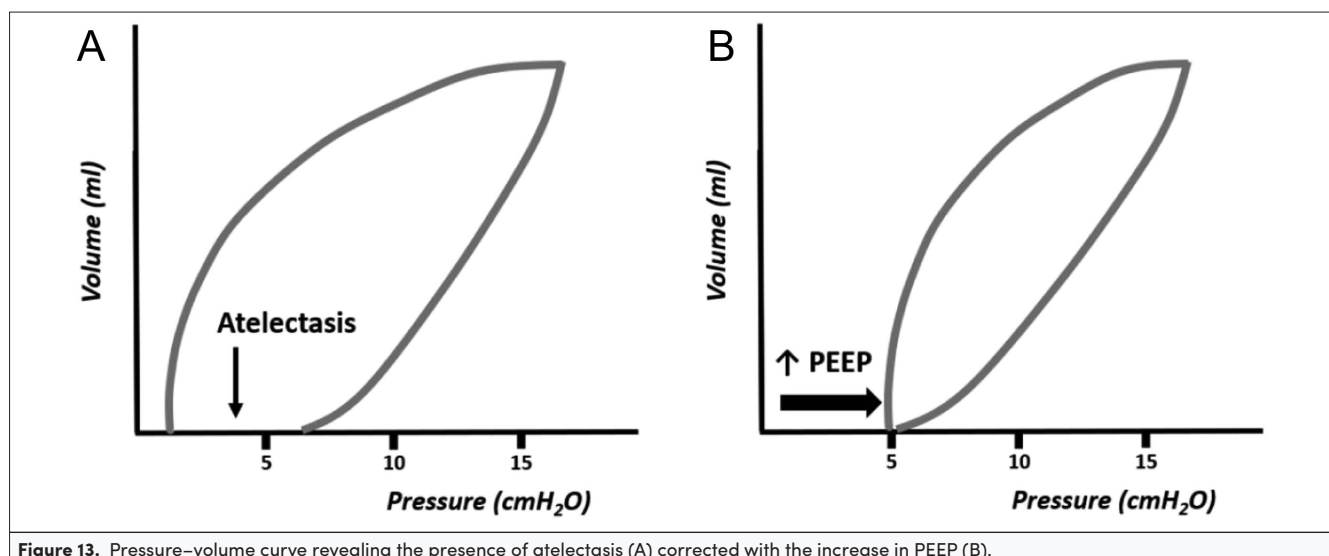 A
Volume (ml)
Atelectasis
5 10 15
Pressure (cmH₂O)
B
Volume (ml)
↑ PEEP
5 10 15
Pressure (cmH₂O)
Figure 13. Pressure–volume curve revealing the presence of atelectasis (A) corrected with the increase in PEEP (B).